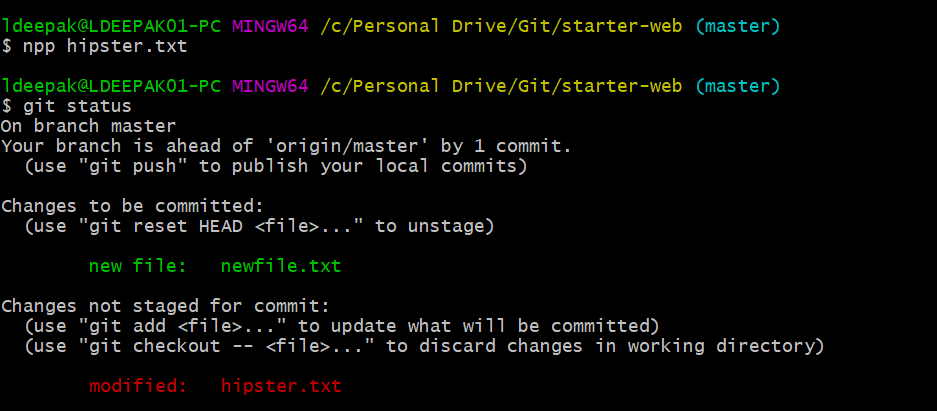 ldeepak@LDEEPAK01-PC MINGW64 /c/Personal Drive/Git/starter-web (master)
$ npp hipster.txt
ldeepak@LDEEPAK01-PC MINGW64 /c/Personal Drive/Git/starter-web (master)
$ git status
On branch master
Your branch is ahead of 'origin/master' by 1 commit.
  (use "git push" to publish your local commits)
Changes to be committed:
  (use "git reset HEAD <file>..." to unstage)
        new file:   newfile.txt
Changes not staged for commit:
  (use "git add <file>..." to update what will be committed)
  (use "git checkout -- <file>..." to discard changes in working directory)
        modified:   hipster.txt